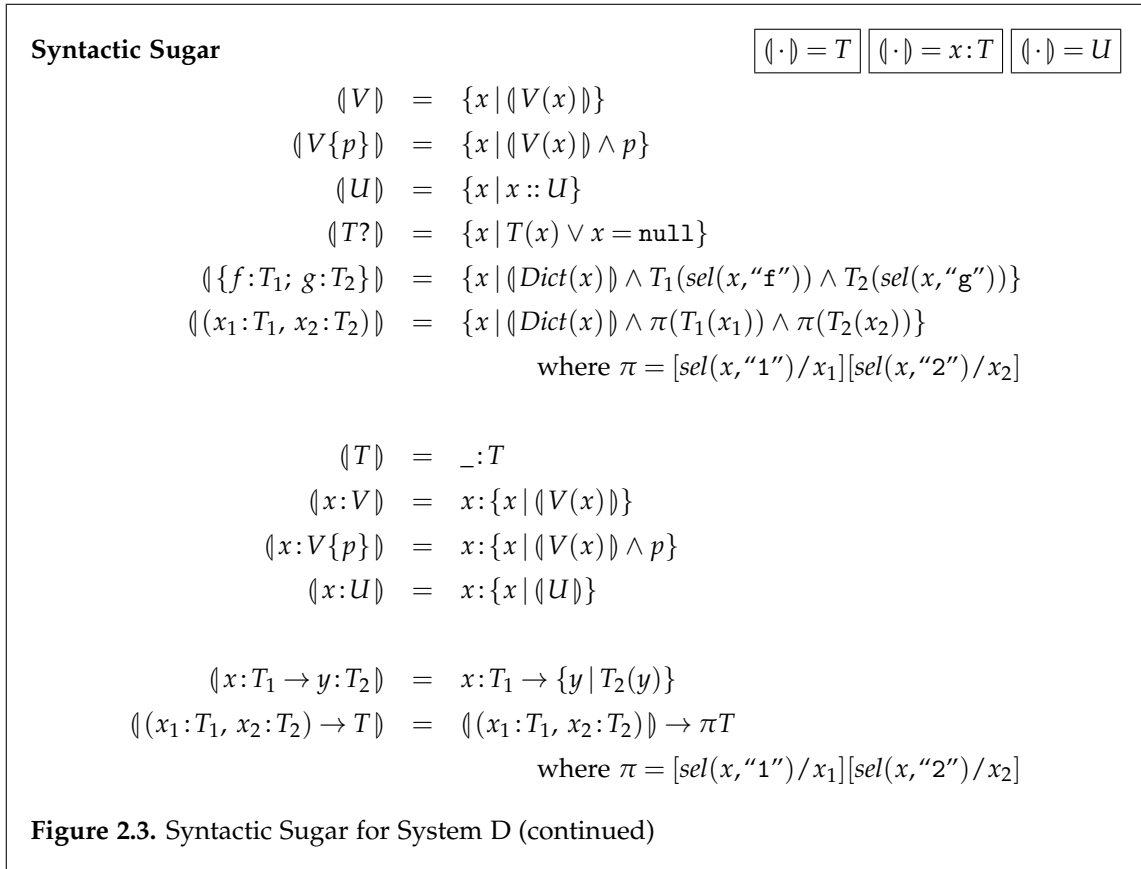 Syntactic Sugar ⦇·⦈ = T ⦇·⦈ = x:T ⦇·⦈ = U
⦇V⦈ = {x | ⦇V(x)⦈}
⦇V{p}⦈ = {x | ⦇V(x)⦈ ∧ p}
⦇U⦈ = {x | x :: U}
⦇T?⦈ = {x | T(x) ∨ x = null}
⦇{f:T₁; g:T₂}⦈ = {x | ⦇Dict(x)⦈ ∧ T₁(sel(x,“f”)) ∧ T₂(sel(x,“g”))}
⦇(x₁:T₁, x₂:T₂)⦈ = {x | ⦇Dict(x)⦈ ∧ π(T₁(x₁)) ∧ π(T₂(x₂))}
where π = [sel(x,“1”)/x₁][sel(x,“2”)/x₂]
⦇T⦈ = _:T
⦇x:V⦈ = x:{x | ⦇V(x)⦈}
⦇x:V{p}⦈ = x:{x | ⦇V(x)⦈ ∧ p}
⦇x:U⦈ = x:{x | ⦇U⦈}
⦇x:T₁ → y:T₂⦈ = x:T₁ → {y | T₂(y)}
⦇(x₁:T₁, x₂:T₂) → T⦈ = ⦇(x₁:T₁, x₂:T₂)⦈ → πT
where π = [sel(x,“1”)/x₁][sel(x,“2”)/x₂]
Figure 2.3. Syntactic Sugar for System D (continued)